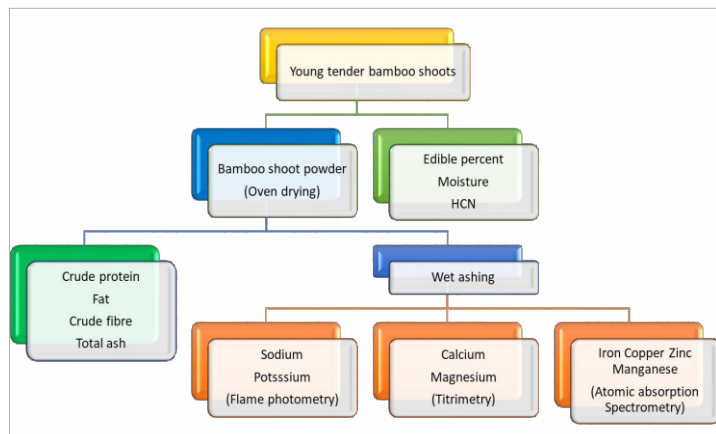 Young tender bamboo shoots
Bamboo shoot powder
(Oven drying)
Edible percent
Moisture
HCN
Crude protein
Fat
Crude fibre
Total ash
Wet ashing
Sodium
Potsssium
(Flame photometry)
Calcium
Magnesium
(Titrimetry)
Iron Copper Zinc
Manganese
(Atomic absorption
Spectrometry)